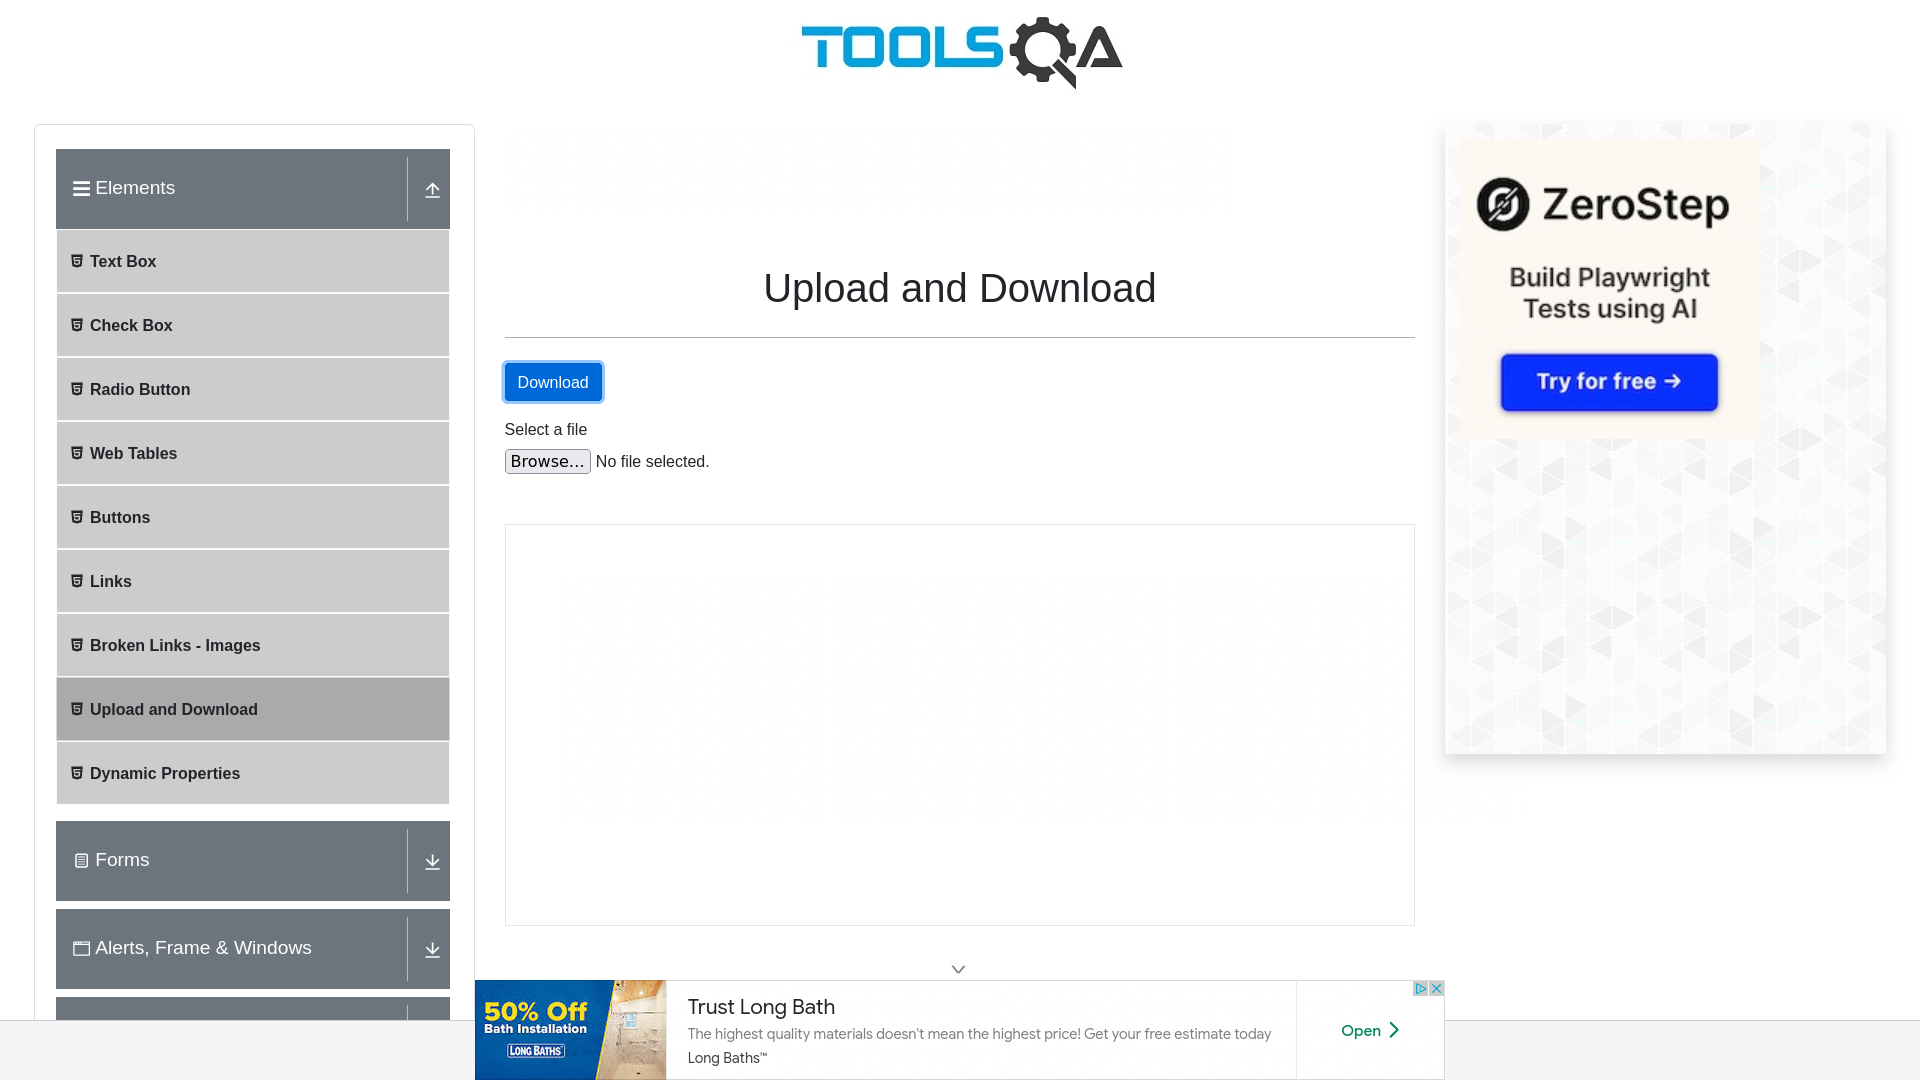 TOOLSQA
Elements
Text Box
Check Box
Radio Button
Web Tables
Buttons
Links
Broken Links - Images
Upload and Download
Dynamic Properties
Forms
Alerts, Frame & Windows
Upload and Download
Download
Select a file
Browse... No file selected.
ZeroStep
Build Playwright
Tests using AI
Try for free →
50% Off
Bath Installation
LONG BATHS
Trust Long Bath
The highest quality materials doesn't mean the highest price! Get your free estimate today
Long Baths™
Open